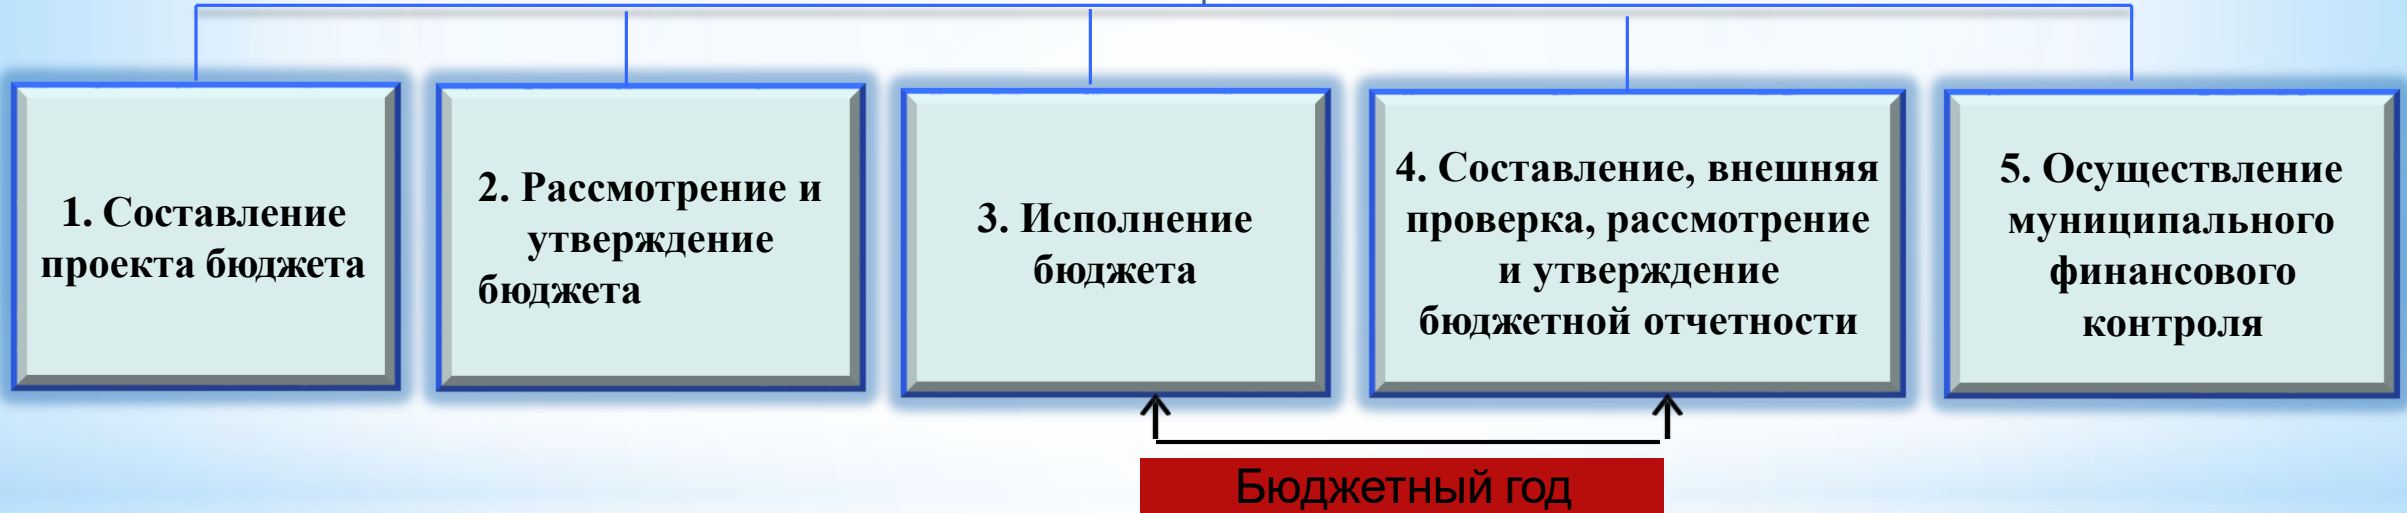 1. Составление
проекта бюджета
2. Рассмотрение и
утверждение
бюджета
3. Исполнение
бюджета
4. Составление, внешняя
проверка, рассмотрение
и утверждение
бюджетной отчетности
5. Осуществление
муниципального
финансового
контроля
Бюджетный год